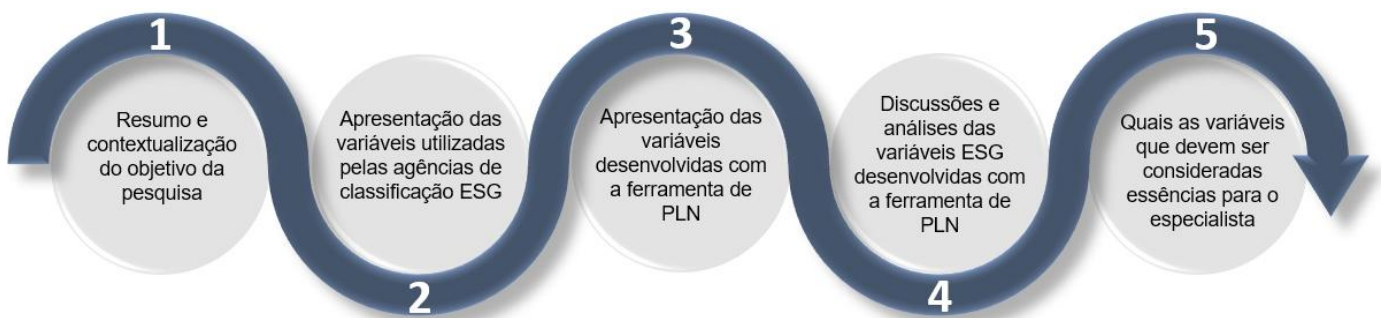 1
Resumo e
contextualização
do objetivo da
pesquisa
2
Apresentação das
variáveis utilizadas
pelas agências de
classificação ESG
3
Apresentação das
variáveis
desenvolvidas com
a ferramenta de
PLN
4
Discussões e
análises das
variáveis ESG
desenvolvidas com
a ferramenta de
PLN
5
Quais as variáveis
que devem ser
consideradas
essências para o
especialista